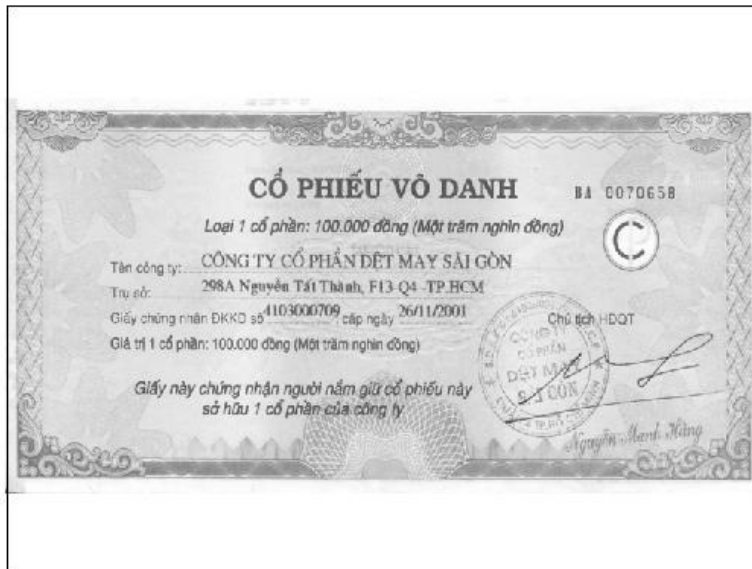 CỔ PHIẾU VÔ DANH
BA 0070658
Loại 1 cổ phần: 100.000 đồng (Một trăm nghìn đồng)
C
Tên công ty: CÔNG TY CỔ PHẦN DỆT MAY SÀI GÒN
Trụ sở: 298A Nguyễn Tất Thành, F13-Q4-TP.HCM
Giấy chứng nhận ĐKKD số 4103000709 cấp ngày 26/11/2001
Chủ tịch HĐQT
Giá trị 1 cổ phần: 100.000 đồng (Một trăm nghìn đồng)
CÔNG TY
CỔ PHẦN
DỆT MAY
SÀI GÒN
Giấy này chứng nhận người nắm giữ cổ phiếu này
sở hữu 1 cổ phần của công ty
Nguyễn Mạnh Hùng